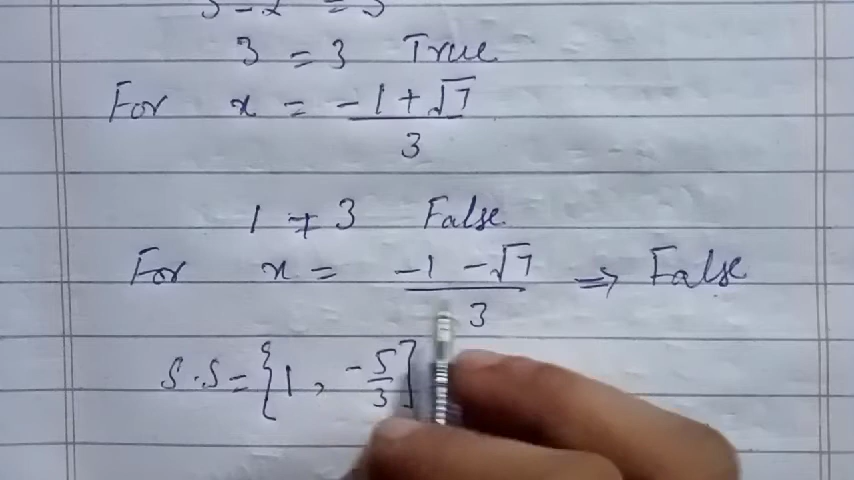 3 = 3 True
For x = -1 + √7 / 3
1 ≠ 3 False
For x = -1 - √7 / 3 ⇒ False
S.S = {1, -5/3}